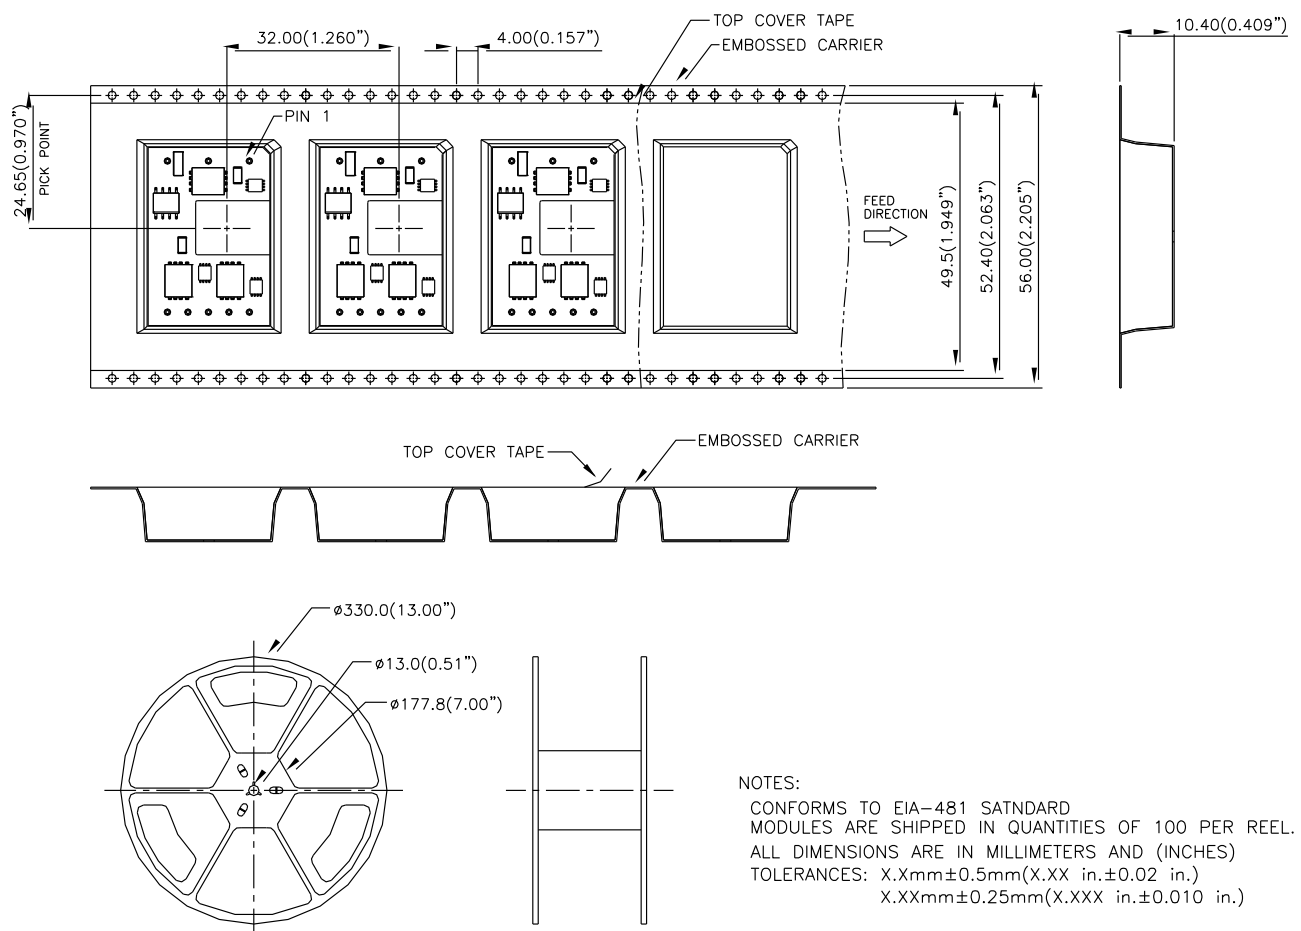 TOP COVER TAPE
EMBOSSED CARRIER
32.00(1.260")
4.00(0.157")
10.40(0.409")
PIN 1
24.65(0.970")
PICK POINT
FEED
DIRECTION
49.5(1.949")
52.40(2.063")
56.00(2.205")
TOP COVER TAPE
EMBOSSED CARRIER
ø330.0(13.00")
ø13.0(0.51")
ø177.8(7.00")
NOTES:
CONFORMS TO EIA-481 SATNDARD
MODULES ARE SHIPPED IN QUANTITIES OF 100 PER REEL.
ALL DIMENSIONS ARE IN MILLIMETERS AND (INCHES)
TOLERANCES: X.Xmm±0.5mm(X.XX in.±0.02 in.)
X.XXmm±0.25mm(X.XXX in.±0.010 in.)